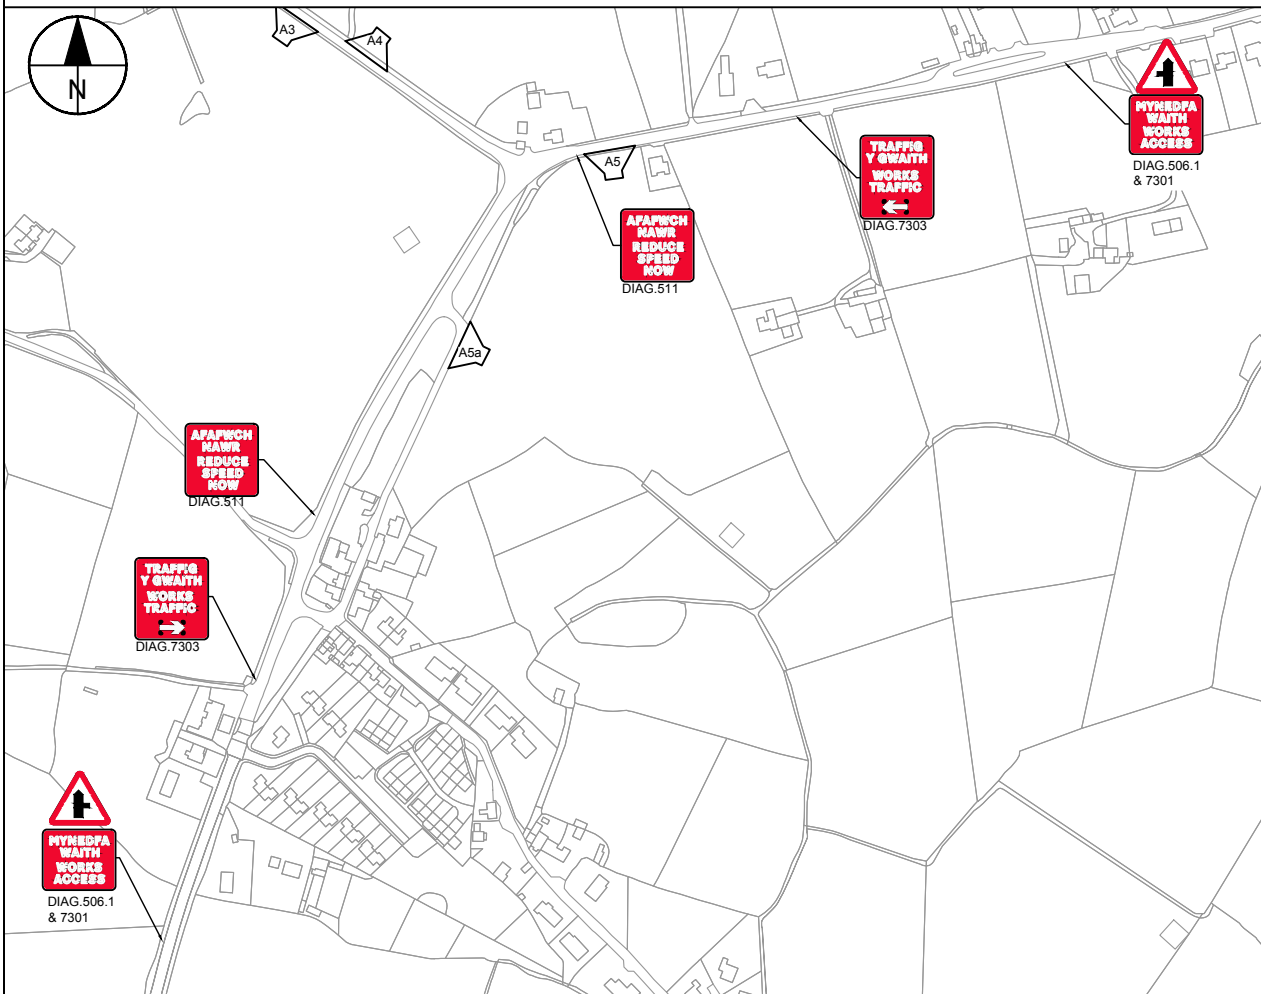 A3
A4
N
MYNEDFA
WAITH
WORKS
ACCESS
DIAG.506.1
& 7301
TRAFFIG
Y GWAITH
WORKS
TRAFFIC
DIAG.7303
A5
ARAFWCH
NAWR
REDUCE
SPEED
NOW
DIAG.511
A5a
ARAFWCH
NAWR
REDUCE
SPEED
NOW
DIAG.511
TRAFFIG
Y GWAITH
WORKS
TRAFFIC
DIAG.7303
MYNEDFA
WAITH
WORKS
ACCESS
DIAG.506.1
& 7301